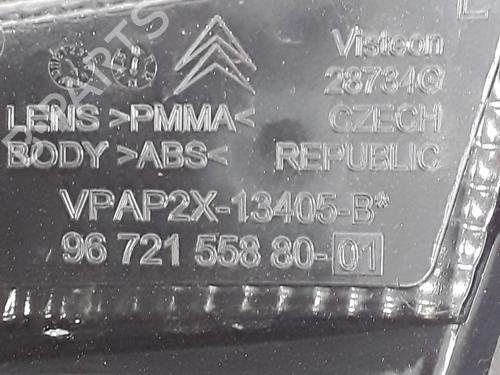 L
Visteon
28734G
LENS >PMMA< CZECH
BODY >ABS< REPUBLIC
VPAP2X-13405-B*
96 721 558 80-01